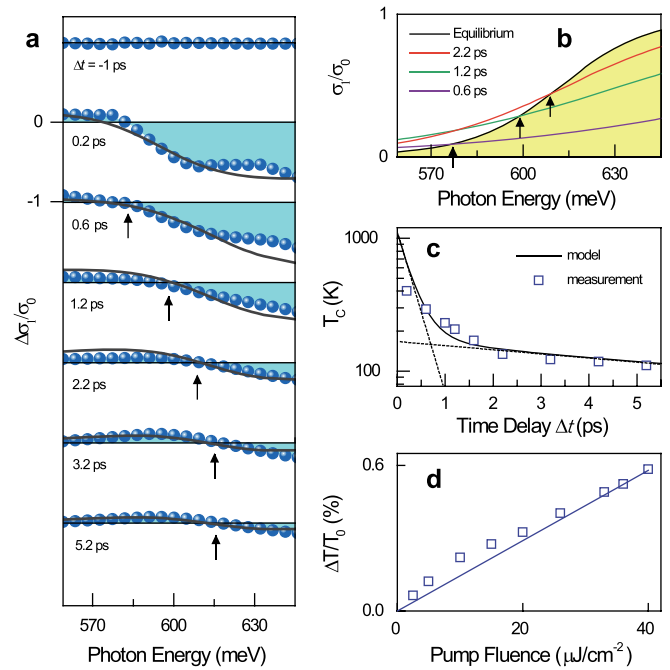 a
Δt = -1 ps
0
0.2 ps
-1
0.6 ps
1.2 ps
2.2 ps
3.2 ps
5.2 ps
Δσ₁/σ₀
570 600 630
Photon Energy (meV)
b
Equilibrium
2.2 ps
1.2 ps
0.6 ps
σ₁/σ₀
1
0
570 600 630
Photon Energy (meV)
c
model
measurement
T_C (K)
1000
100
0 1 2 3 4 5 6
Time Delay Δt (ps)
d
ΔT/T₀ (%)
0.6
0.0
0 20 40
Pump Fluence (μJ/cm⁻²)